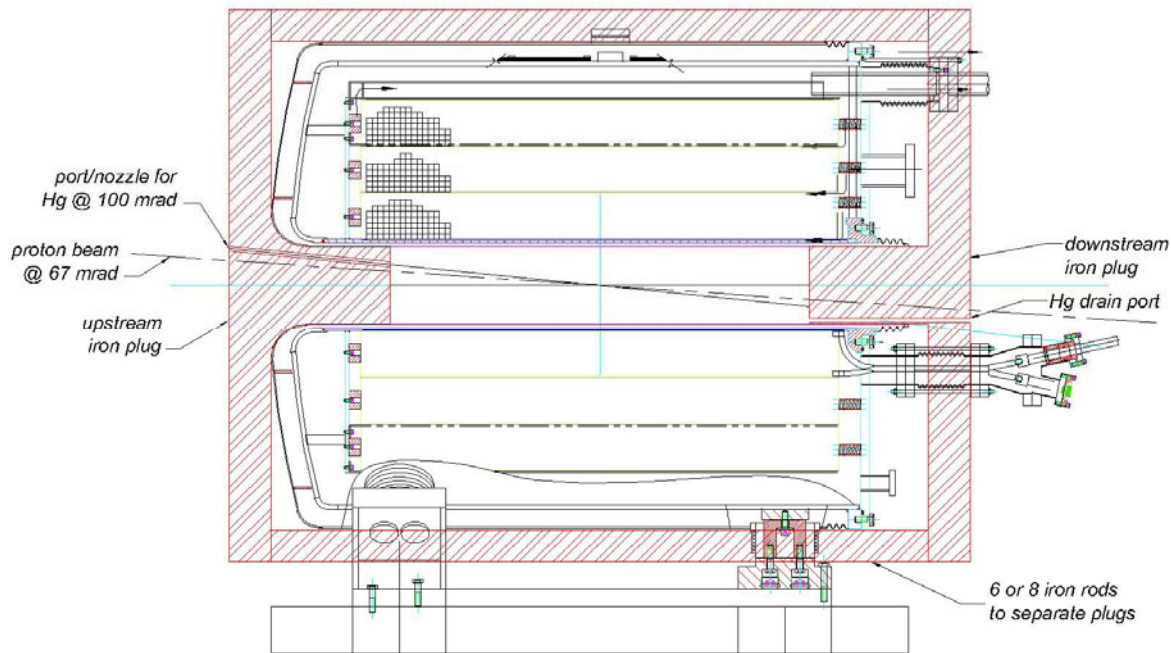 port/nozzle for
Hg @ 100 mrad
proton beam
@ 67 mrad
upstream
iron plug
downstream
iron plug
Hg drain port
6 or 8 iron rods
to separate plugs